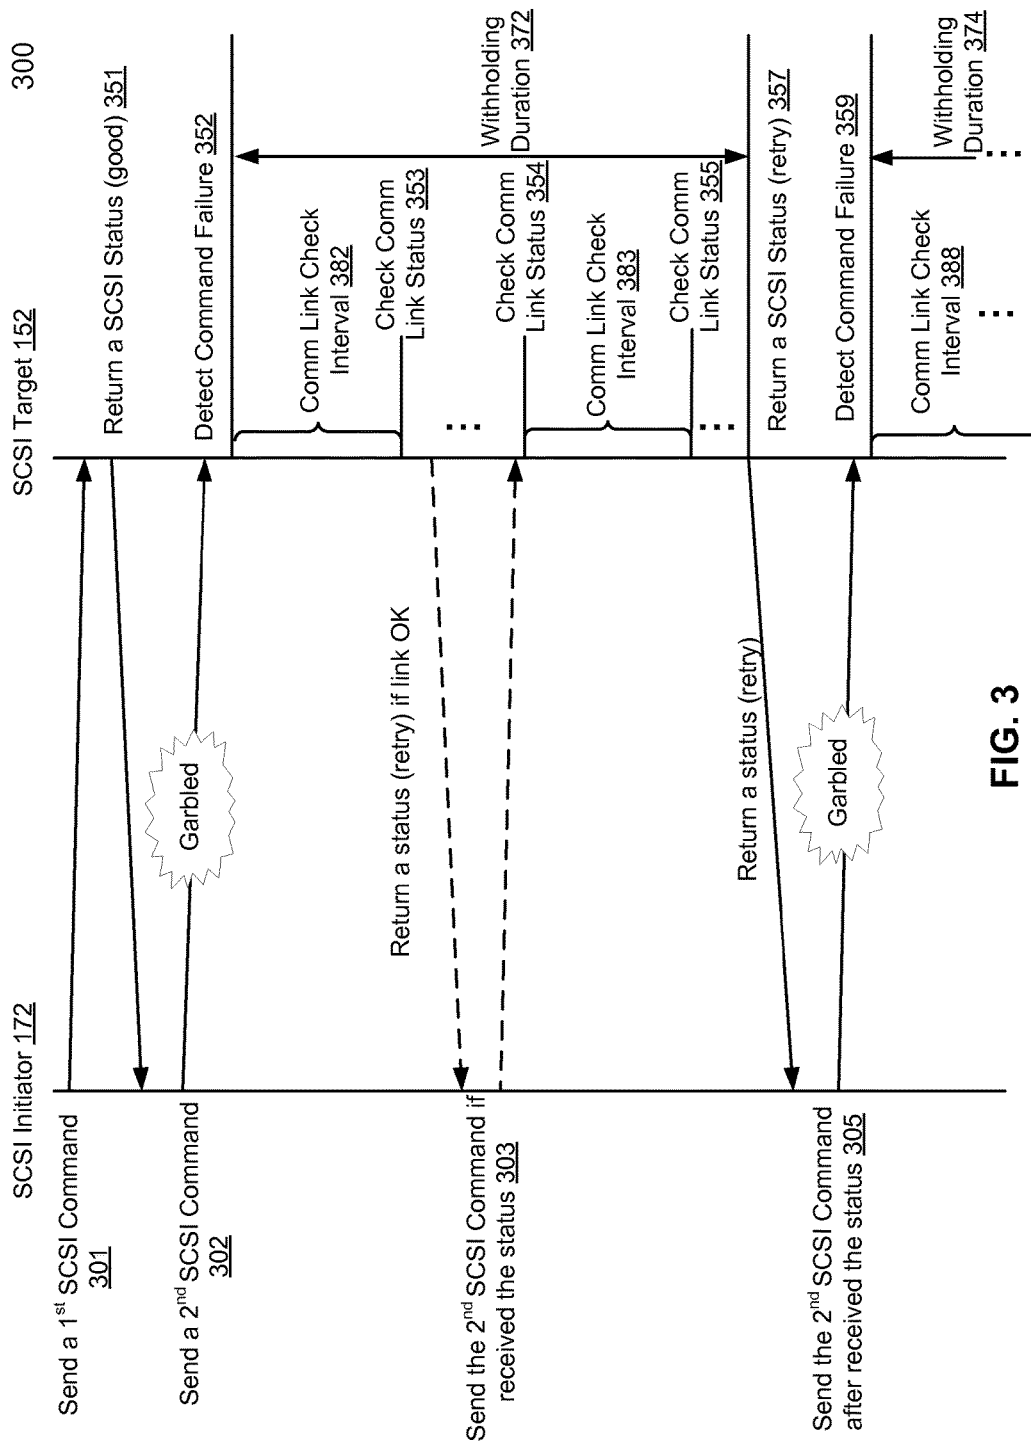 300
SCSI Initiator 172
SCSI Target 152
Send a 1st SCSI Command
301
Return a SCSI Status (good) 351
Send a 2nd SCSI Command
302
Garbled
Detect Command Failure 352
Comm Link Check
Interval 382
Withholding
Duration 372
Check Comm
Link Status 353
Return a status (retry) if link OK
...
Send the 2nd SCSI Command if
received the status 303
Check Comm
Link Status 354
Comm Link Check
Interval 383
Check Comm
Link Status 355
...
Return a status (retry)
Return a SCSI Status (retry) 357
Send the 2nd SCSI Command
after received the status 305
Garbled
Detect Command Failure 359
Comm Link Check
Interval 388
...
Withholding
Duration 374
...
FIG. 3